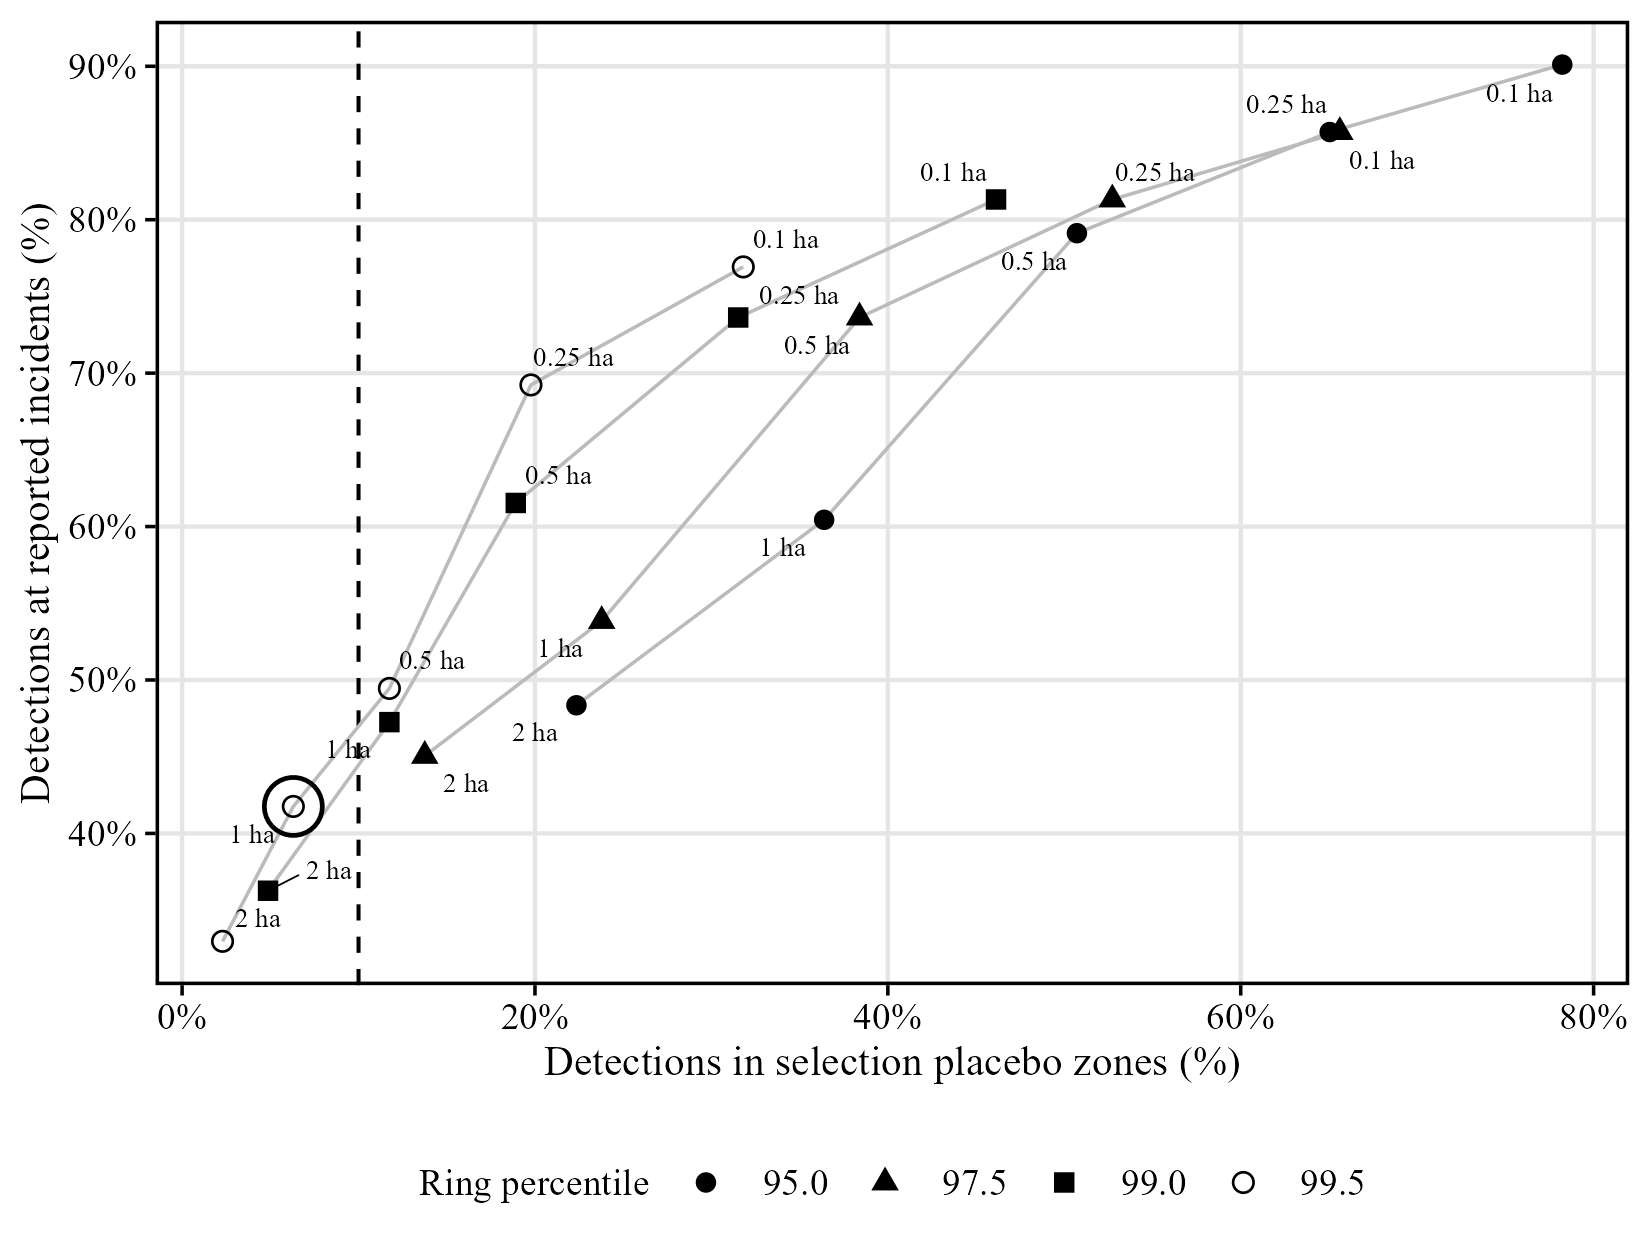 90%
80%
70%
60%
50%
40%
Detections at reported incidents (%)
0.1 ha
0.25 ha
0.1 ha
0.1 ha
0.25 ha
0.1 ha
0.5 ha
0.25 ha
0.5 ha
0.25 ha
0.5 ha
1 ha
1 ha
0.5 ha
2 ha
1 ha
2 ha
1 ha
2 ha
2 ha
0%
20%
40%
60%
80%
Detections in selection placebo zones (%)
Ring percentile 95.0 97.5 99.0 99.5